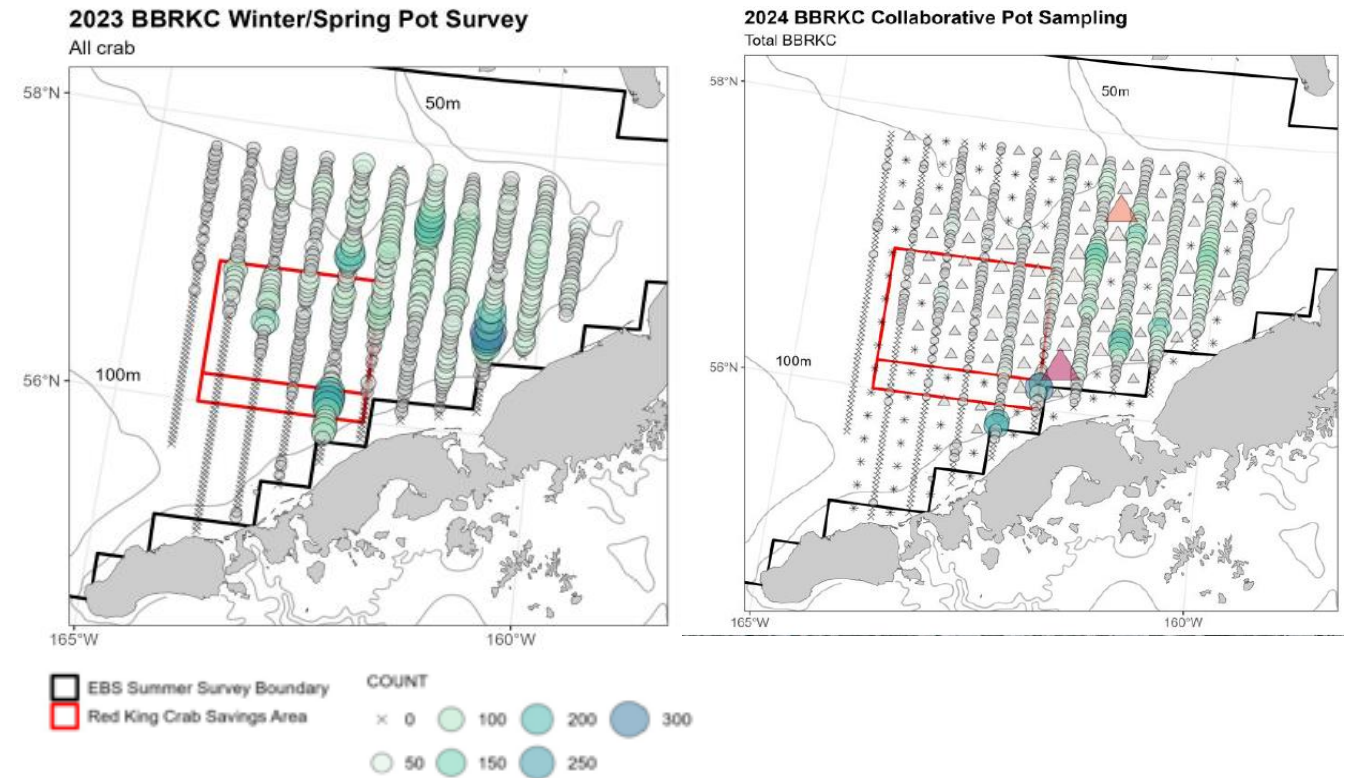 2023 BBRKC Winter/Spring Pot Survey
All crab
58°N
50m
56°N
100m
165°W
160°W
2024 BBRKC Collaborative Pot Sampling
Total BBRKC
58°N
50m
56°N
100m
165°W
160°W
EBS Summer Survey Boundary
Red King Crab Savings Area
COUNT
0 100 200 300
50 150 250